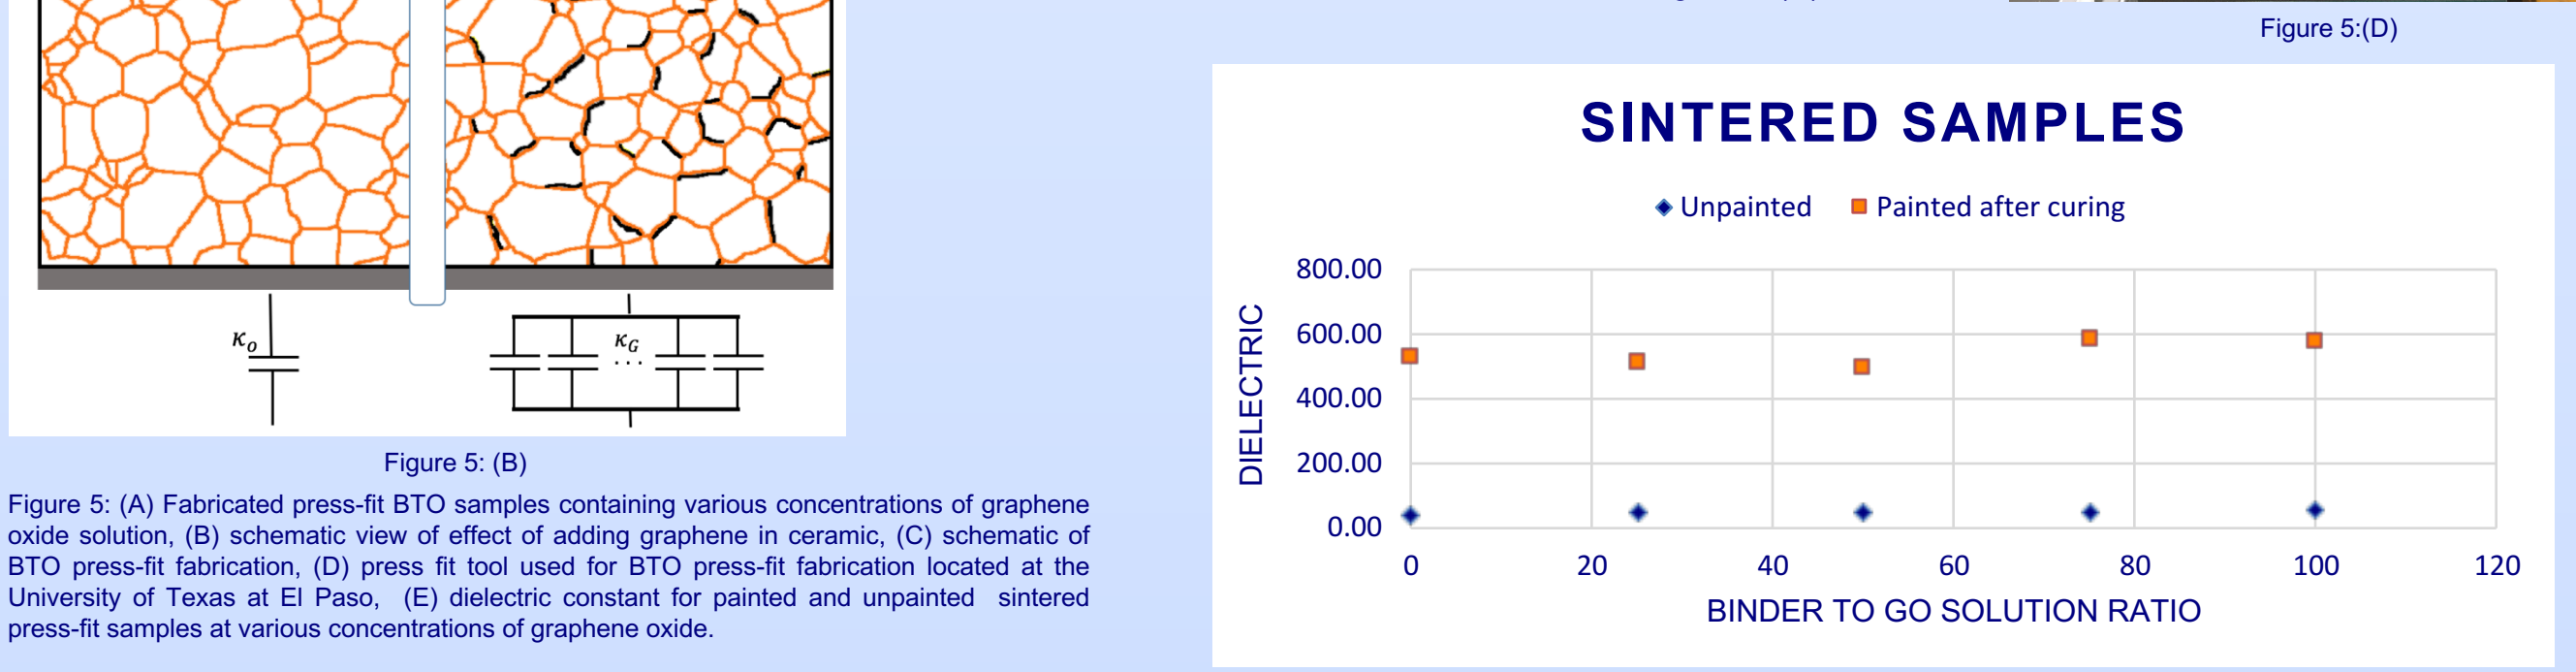 Figure 5:(D)
κo
κG
...
Figure 5: (B)
Figure 5: (A) Fabricated press-fit BTO samples containing various concentrations of graphene
oxide solution, (B) schematic view of effect of adding graphene in ceramic, (C) schematic of
BTO press-fit fabrication, (D) press fit tool used for BTO press-fit fabrication located at the
University of Texas at El Paso, (E) dielectric constant for painted and unpainted sintered
press-fit samples at various concentrations of graphene oxide.
SINTERED SAMPLES
Unpainted Painted after curing
DIELECTRIC
800.00
600.00
400.00
200.00
0.00
0 20 40 60 80 100 120
BINDER TO GO SOLUTION RATIO